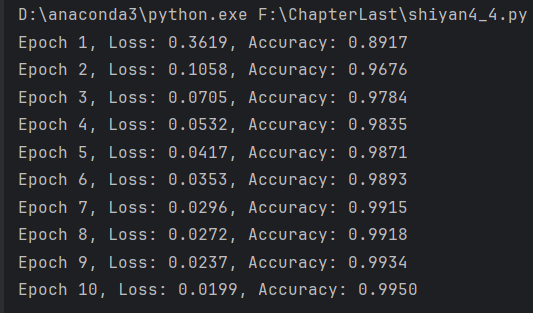 D:\anaconda3\python.exe F:\ChapterLast\shiyan4_4.py
Epoch 1, Loss: 0.3619, Accuracy: 0.8917
Epoch 2, Loss: 0.1058, Accuracy: 0.9676
Epoch 3, Loss: 0.0705, Accuracy: 0.9784
Epoch 4, Loss: 0.0532, Accuracy: 0.9835
Epoch 5, Loss: 0.0417, Accuracy: 0.9871
Epoch 6, Loss: 0.0353, Accuracy: 0.9893
Epoch 7, Loss: 0.0296, Accuracy: 0.9915
Epoch 8, Loss: 0.0272, Accuracy: 0.9918
Epoch 9, Loss: 0.0237, Accuracy: 0.9934
Epoch 10, Loss: 0.0199, Accuracy: 0.9950